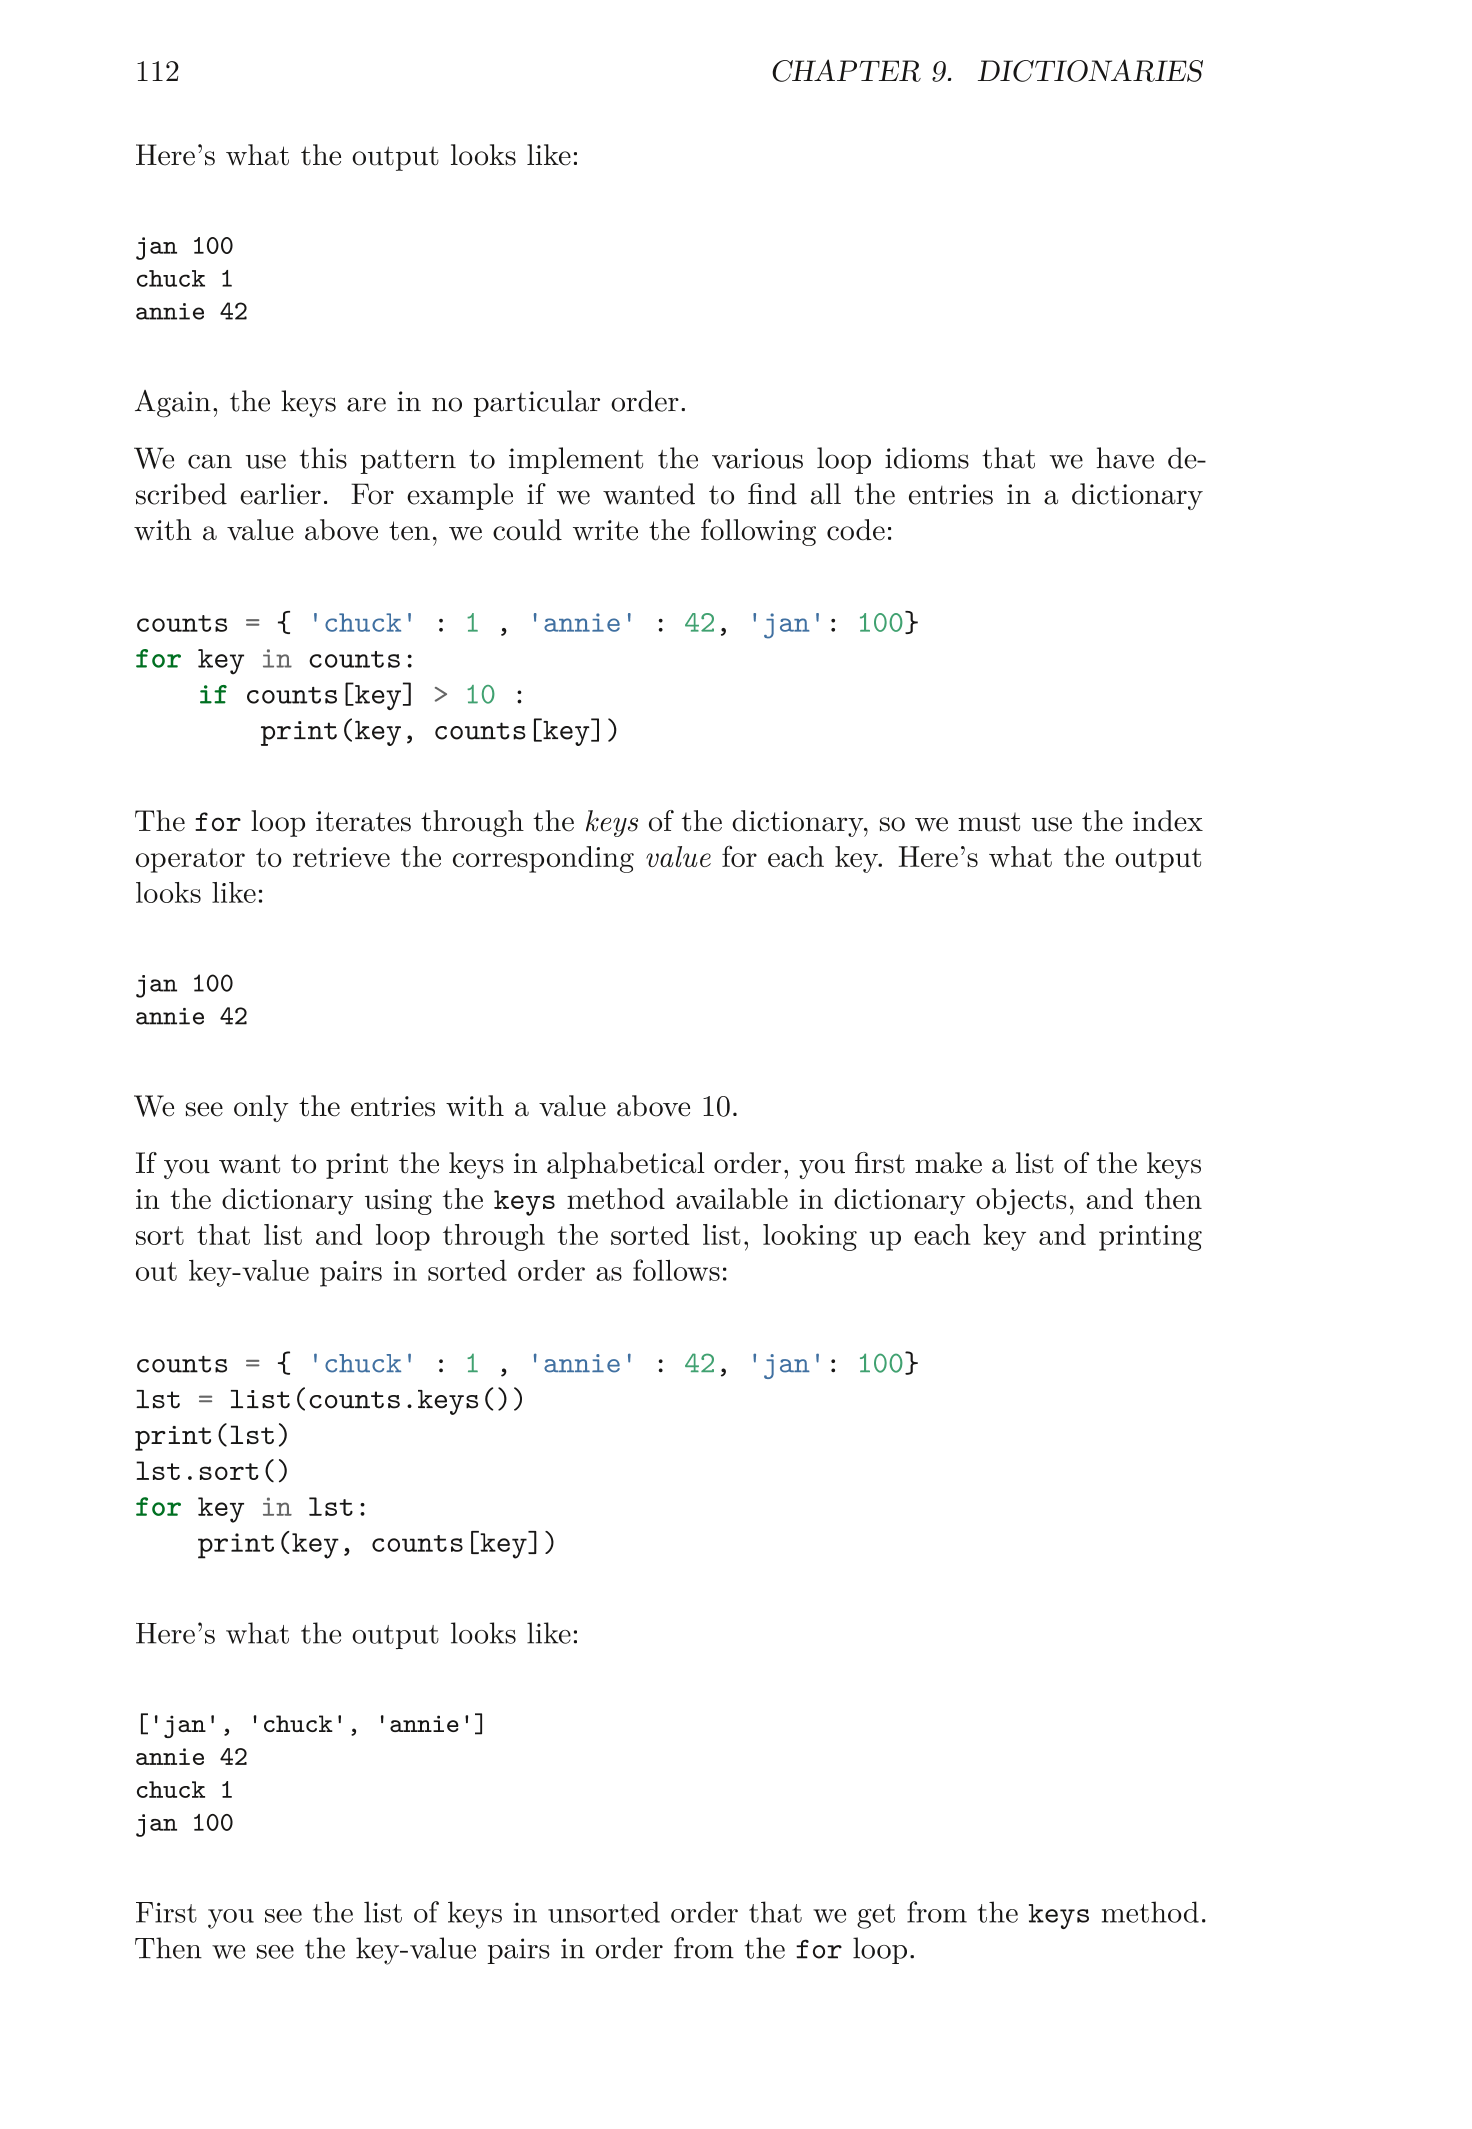 112 CHAPTER 9. DICTIONARIES
Here's what the output looks like:
jan 100
chuck 1
annie 42
Again, the keys are in no particular order.
We can use this pattern to implement the various loop idioms that we have de-
scribed earlier. For example if we wanted to find all the entries in a dictionary
with a value above ten, we could write the following code:
counts = { 'chuck' : 1 , 'annie' : 42, 'jan': 100}
for key in counts:
    if counts[key] > 10 :
        print(key, counts[key])
The for loop iterates through the keys of the dictionary, so we must use the index
operator to retrieve the corresponding value for each key. Here's what the output
looks like:
jan 100
annie 42
We see only the entries with a value above 10.
If you want to print the keys in alphabetical order, you first make a list of the keys
in the dictionary using the keys method available in dictionary objects, and then
sort that list and loop through the sorted list, looking up each key and printing
out key-value pairs in sorted order as follows:
counts = { 'chuck' : 1 , 'annie' : 42, 'jan': 100}
lst = list(counts.keys())
print(lst)
lst.sort()
for key in lst:
    print(key, counts[key])
Here's what the output looks like:
['jan', 'chuck', 'annie']
annie 42
chuck 1
jan 100
First you see the list of keys in unsorted order that we get from the keys method.
Then we see the key-value pairs in order from the for loop.